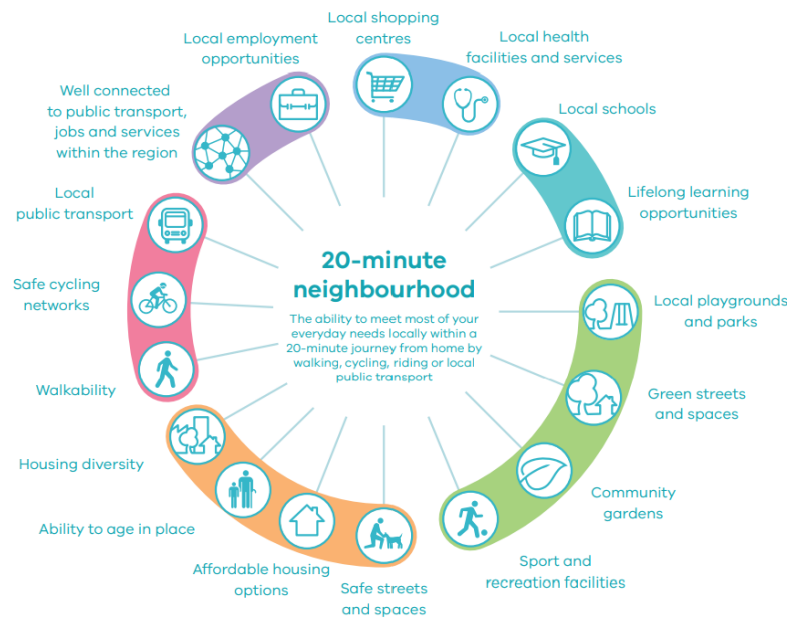 Local shopping
centres
Local health
facilities and services
Local schools
Lifelong learning
opportunities
Local playgrounds
and parks
Green streets
and spaces
Community
gardens
Sport and
recreation facilities
Safe streets
and spaces
Affordable housing
options
Ability to age in place
Housing diversity
Walkability
Safe cycling
networks
Local
public transport
Well connected
to public transport,
jobs and services
within the region
Local employment
opportunities
20-minute
neighbourhood
The ability to meet most of your
everyday needs locally within a
20-minute journey from home by
walking, cycling, riding or local
public transport